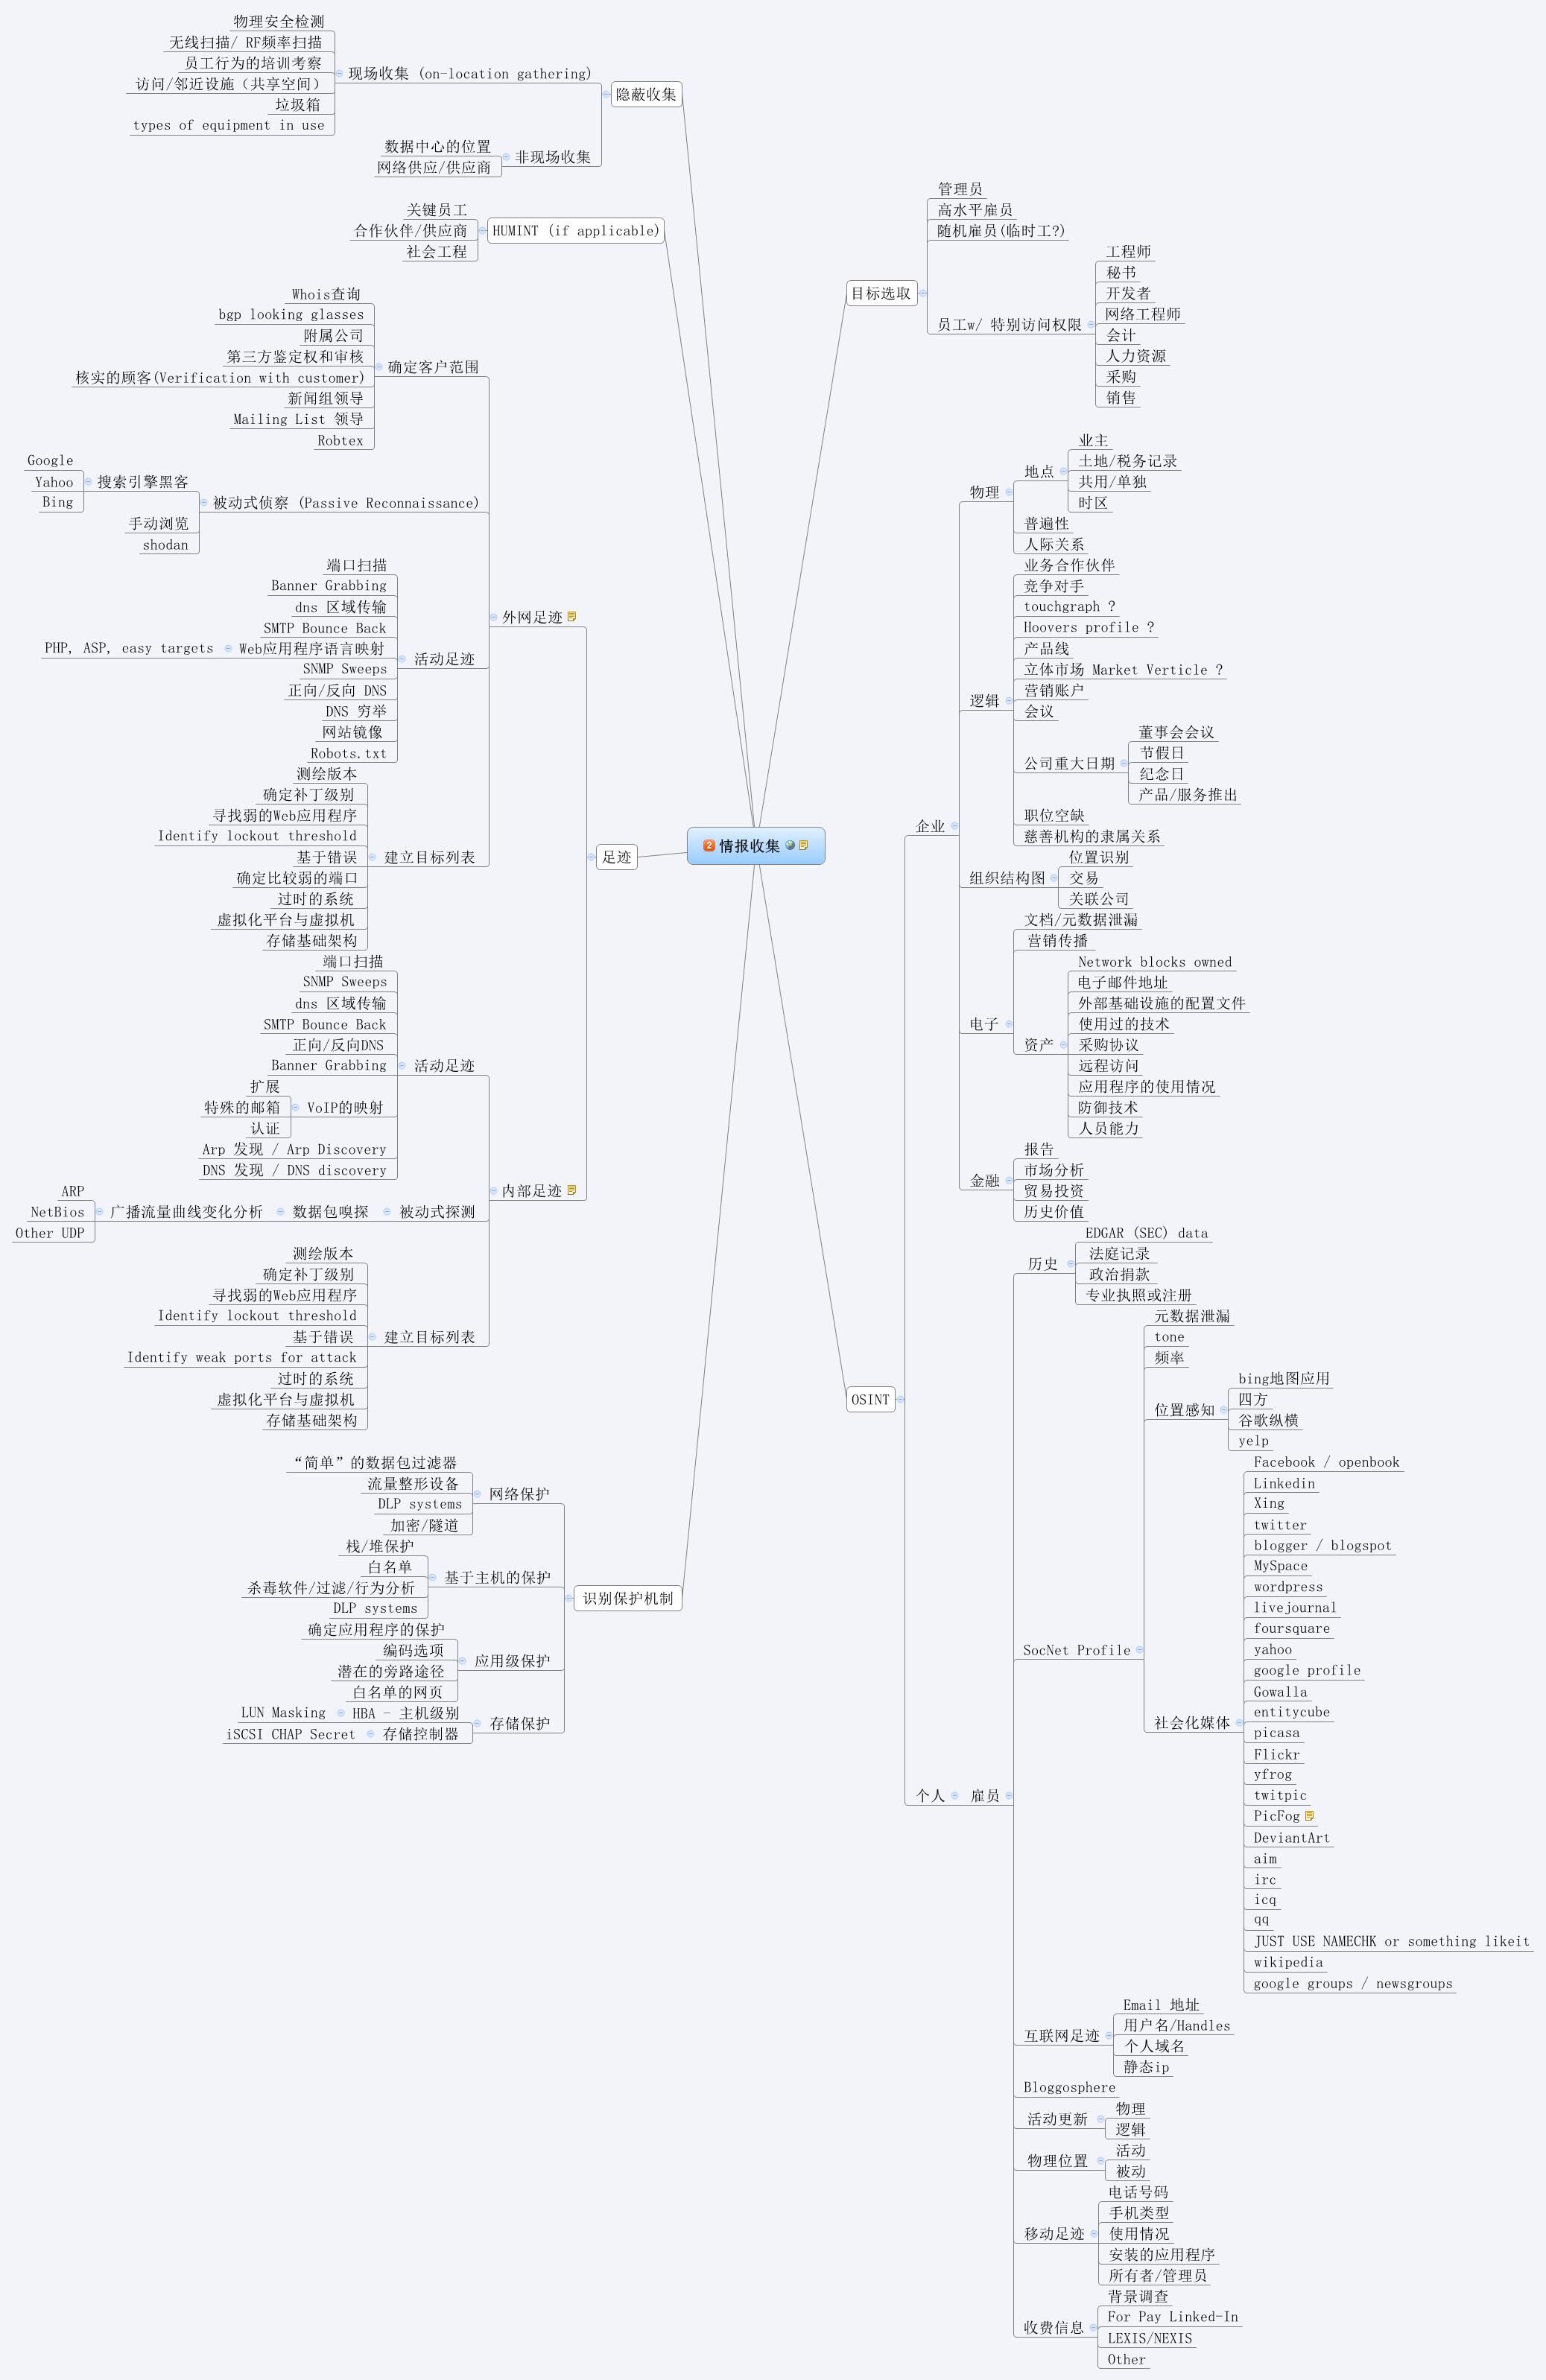 物理安全检测
无线扫描/ RF频率扫描
员工行为的培训考察
访问/邻近设施（共享空间）
垃圾箱
types of equipment in use
现场收集 (on-location gathering)
数据中心的位置
网络供应/供应商
非现场收集
隐蔽收集
关键员工
合作伙伴/供应商
社会工程
HUMINT (if applicable)
Whois查询
bgp looking glasses
附属公司
第三方鉴定权和审核
核实的顾客(Verification with customer)
新闻组领导
Mailing List 领导
Robtex
确定客户范围
Google
Yahoo
Bing
搜索引擎黑客
手动浏览
shodan
被动式侦察 (Passive Reconnaissance)
端口扫描
Banner Grabbing
dns 区域传输
SMTP Bounce Back
PHP, ASP, easy targets
Web应用程序语言映射
SNMP Sweeps
正向/反向 DNS
DNS 穷举
网站镜像
Robots.txt
活动足迹
测绘版本
确定补丁级别
寻找弱的Web应用程序
Identify lockout threshold
基于错误
确定比较弱的端口
过时的系统
虚拟化平台与虚拟机
存储基础架构
建立目标列表
外网足迹
端口扫描
SNMP Sweeps
dns 区域传输
SMTP Bounce Back
正向/反向DNS
Banner Grabbing
扩展
特殊的邮箱
认证
VoIP的映射
Arp 发现 / Arp Discovery
DNS 发现 / DNS discovery
活动足迹
ARP
NetBios
Other UDP
广播流量曲线变化分析
数据包嗅探
被动式探测
测绘版本
确定补丁级别
寻找弱的Web应用程序
Identify lockout threshold
基于错误
Identify weak ports for attack
过时的系统
虚拟化平台与虚拟机
存储基础架构
建立目标列表
内部足迹
足迹
“简单”的数据包过滤器
流量整形设备
DLP systems
加密/隧道
网络保护
栈/堆保护
白名单
杀毒软件/过滤/行为分析
DLP systems
基于主机的保护
确定应用程序的保护
编码选项
潜在的旁路途径
白名单的网页
应用级保护
LUN Masking
HBA - 主机级别
iSCSI CHAP Secret
存储控制器
存储保护
识别保护机制
2 情报收集
目标选取
管理员
高水平雇员
随机雇员(临时工?)
员工w/ 特别访问权限
工程师
秘书
开发者
网络工程师
会计
人力资源
采购
销售
OSINT
企业
物理
地点
业主
土地/税务记录
共用/单独
时区
普遍性
人际关系
逻辑
业务合作伙伴
竞争对手
touchgraph ?
Hoovers profile ?
产品线
立体市场 Market Verticle ?
营销账户
会议
公司重大日期
董事会会议
节假日
纪念日
产品/服务推出
职位空缺
慈善机构的隶属关系
组织结构图
位置识别
交易
关联公司
电子
文档/元数据泄漏
营销传播
资产
Network blocks owned
电子邮件地址
外部基础设施的配置文件
使用过的技术
采购协议
远程访问
应用程序的使用情况
防御技术
人员能力
金融
报告
市场分析
贸易投资
历史价值
个人
雇员
历史
EDGAR (SEC) data
法庭记录
政治捐款
专业执照或注册
SocNet Profile
元数据泄漏
tone
频率
位置感知
bing地图应用
四方
谷歌纵横
yelp
社会化媒体
Facebook / openbook
Linkedin
Xing
twitter
blogger / blogspot
MySpace
wordpress
livejournal
foursquare
yahoo
google profile
Gowalla
entitycube
picasa
Flickr
yfrog
twitpic
PicFog
DeviantArt
aim
irc
icq
qq
JUST USE NAMECHK or something likeit
wikipedia
google groups / newsgroups
互联网足迹
Email 地址
用户名/Handles
个人域名
静态ip
Bloggosphere
活动更新
物理
逻辑
物理位置
活动
被动
移动足迹
电话号码
手机类型
使用情况
安装的应用程序
所有者/管理员
收费信息
背景调查
For Pay Linked-In
LEXIS/NEXIS
Other